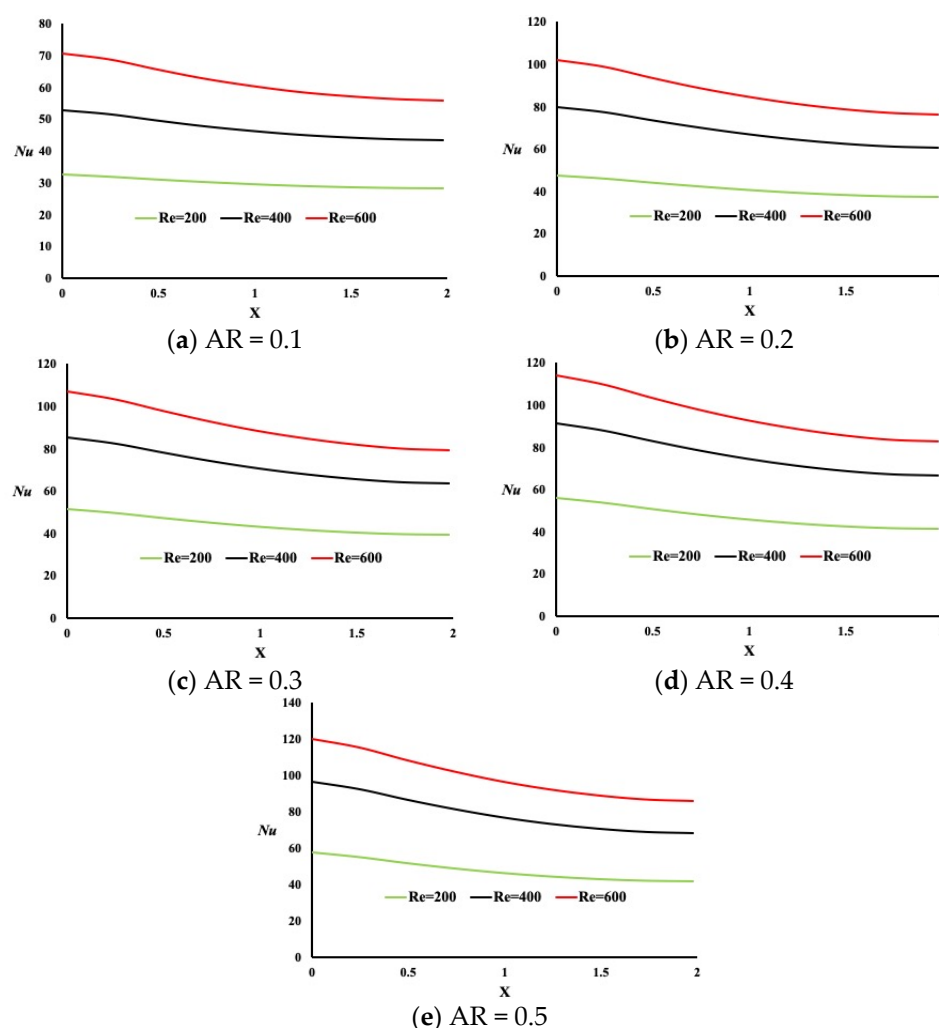 80
70
60
50
Nu 40
30
Re=200 Re=400 Re=600
20
10
0
0 0.5 1 1.5 2
X
(a) AR = 0.1
120
100
80
Nu 60
40
Re=200 Re=400 Re=600
20
0
0 0.5 1 1.5
X
(b) AR = 0.2
120
100
80
Nu 60
40
Re=200 Re=400 Re=600
20
0
0 0.5 1 1.5 2
X
(c) AR = 0.3
120
100
80
Nu 60
40
Re=200 Re=400 Re=600
20
0
0 0.5 1 1.5
X
(d) AR = 0.4
140
120
100
80
Nu
60
40
Re=200 Re=400 Re=600
20
0
0 0.5 1 1.5 2
X
(e) AR = 0.5